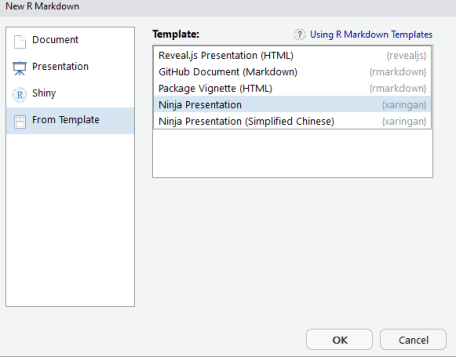 New R Markdown
Document
Presentation
R Shiny
From Template
Template:
? Using R Markdown Templates
Reveal.js Presentation (HTML) {revealjs}
GitHub Document (Markdown) {rmarkdown}
Package Vignette (HTML) {rmarkdown}
Ninja Presentation {xaringan}
Ninja Presentation (Simplified Chinese) {xaringan}
OK Cancel